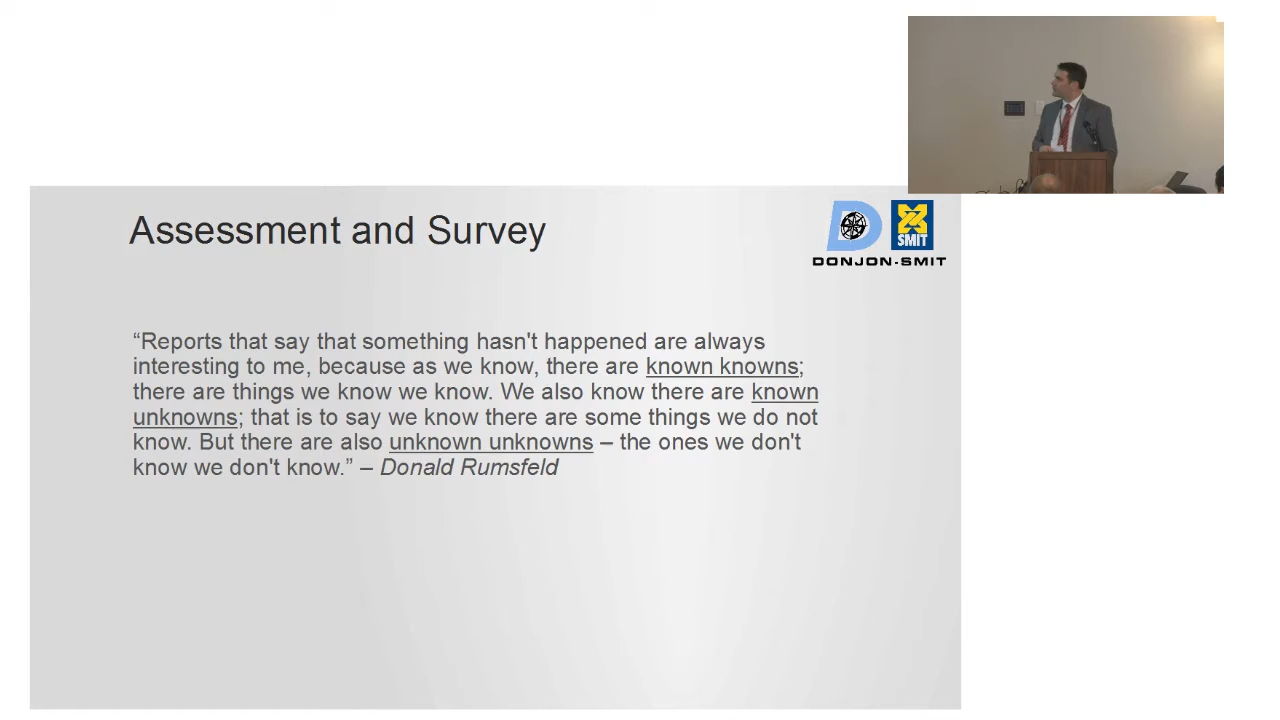 Assessment and Survey
SMIT
DONJON-SMIT
“Reports that say that something hasn't happened are always
interesting to me, because as we know, there are known knowns;
there are things we know we know. We also know there are known
unknowns; that is to say we know there are some things we do not
know. But there are also unknown unknowns – the ones we don't
know we don't know.” – Donald Rumsfeld